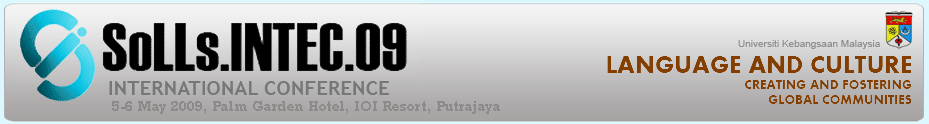 SoLLs.INTEC.09
INTERNATIONAL CONFERENCE
5-6 May 2009, Palm Garden Hotel, IOI Resort, Putrajaya
Universiti Kebangsaan Malaysia
LANGUAGE AND CULTURE
CREATING AND FOSTERING
GLOBAL COMMUNITIES